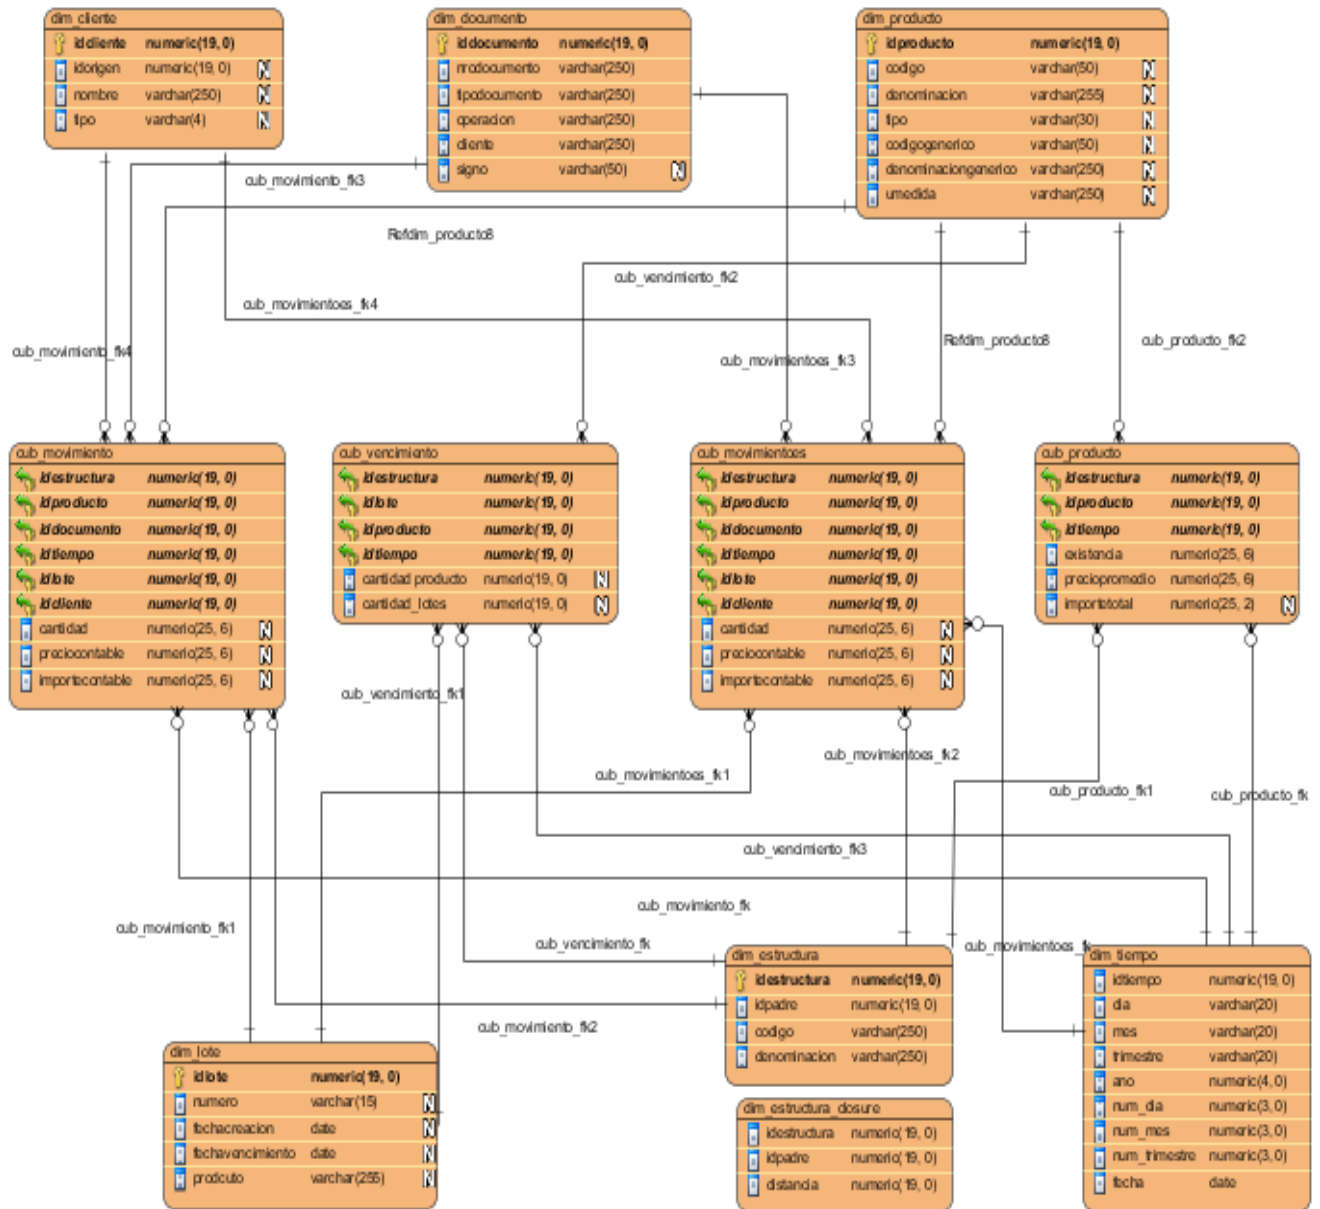 dim_cliente
idcliente numeric(19, 0)
idorigen numeric(19, 0) N
nombre varchar(250) N
tipo varchar(4) N
dim_documento
iddocumento numeric(19, 0)
nrodocumento varchar(250)
tipodocumento varchar(250)
operacion varchar(250)
cliente varchar(250)
signo varchar(50) N
dim_producto
idproducto numeric(19, 0)
codigo varchar(50) N
denominacion varchar(255) N
tipo varchar(30) N
codigogenerico varchar(50) N
denominaciongenerico varchar(250) N
umedida varchar(250) N
cub_movimiento_fk3
Refdim_producto8
cub_vencimiento_fk2
cub_movimientoes_fk4
cub_movimiento_fk4
cub_movimientoes_fk3
Refdim_producto8
cub_producto_fk2
cub_movimiento
idestructura numeric(19, 0)
idproducto numeric(19, 0)
iddocumento numeric(19, 0)
idtiempo numeric(19, 0)
idlote numeric(19, 0)
idcliente numeric(19, 0)
cantidad numeric(25, 6) N
preciocontable numeric(25, 6) N
importecontable numeric(25, 6) N
cub_vencimiento
idestructura numeric(19, 0)
idlote numeric(19, 0)
idproducto numeric(19, 0)
idtiempo numeric(19, 0)
cantidad producto numeric(19, 0) N
cantidad_lotes numeric(19, 0) N
cub_movimientoes
idestructura numeric(19, 0)
idproducto numeric(19, 0)
iddocumento numeric(19, 0)
idtiempo numeric(19, 0)
idlote numeric(19, 0)
idcliente numeric(19, 0)
cantidad numeric(25, 6) N
preciocontable numeric(25, 6) N
importecontable numeric(25, 6) N
cub_producto
idestructura numeric(19, 0)
idproducto numeric(19, 0)
idtiempo numeric(19, 0)
existencia numeric(25, 6)
preciopromedio numeric(25, 6)
importetotal numeric(25, 2) N
cub_vencimiento_fk1
cub_movimientoes_fk1
cub_movimientoes_fk2
cub_producto_fk1
cub_producto_fk
cub_vencimiento_fk3
cub_movimiento_fk
cub_movimiento_fk1
cub_vencimiento_fk
cub_movimientoes_fk
cub_movimiento_fk2
dim_estructura
idestructura numeric(19, 0)
idpadre numeric(19, 0)
codigo varchar(250)
denominacion varchar(250)
dim_tiempo
idtiempo numeric(19, 0)
dia varchar(20)
mes varchar(20)
trimestre varchar(20)
ano numeric(4, 0)
num_dia numeric(3, 0)
num_mes numeric(3, 0)
num_trimestre numeric(3, 0)
fecha date
dim_lote
idlote numeric(19, 0)
numero varchar(15) N
fechacreacion date N
fechavencimiento date N
prodcuto varchar(255) N
dim_estructura_closure
idestructura numeric(19, 0)
idpadre numeric(19, 0)
distancia numeric(19, 0)